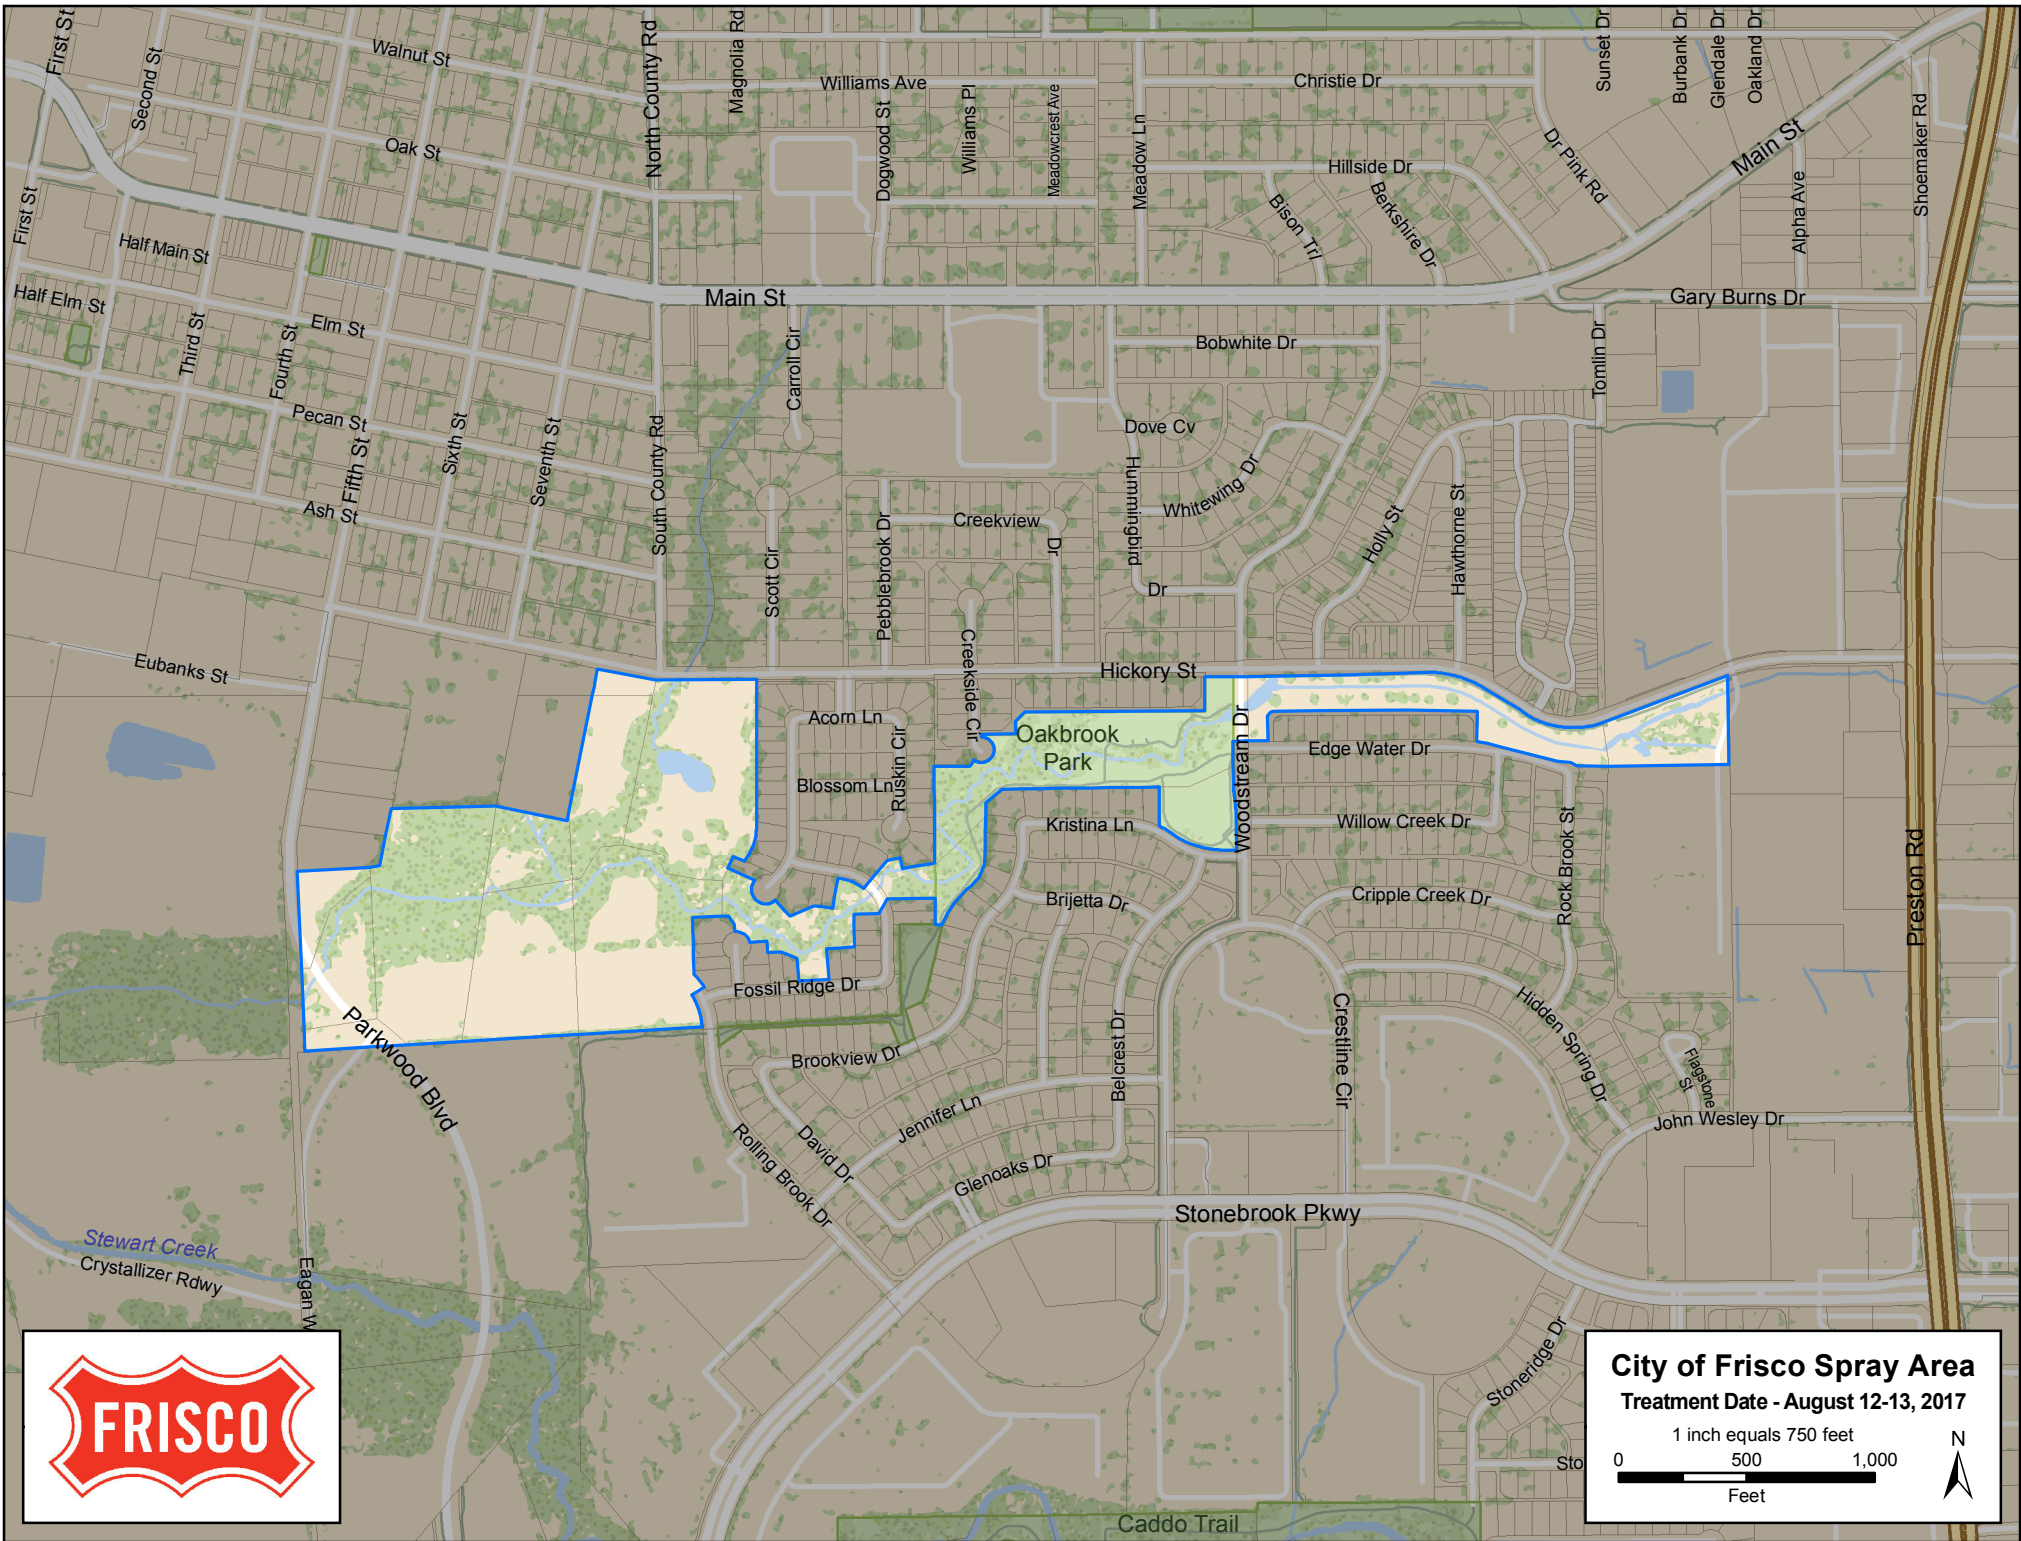 First St
Second St
Walnut St
North County Rd
Magnolia Rd
Williams Ave
Dogwood St
Williams Pl
Meadowcrest Ave
Meadow Ln
Christie Dr
Sunset Dr
Burbank Dr
Glendale Dr
Oakland Dr
Shoemaker Rd
Main St
Dr Pink Rd
Oak St
Hillside Dr
Bison Trl
Berkshire Dr
Alpha Ave
First St
Half Main St
Half Elm St
Main St
Gary Burns Dr
Third St
Fourth St
Elm St
Carroll Cir
Bobwhite Dr
Tomlin Dr
Pecan St
Fifth St
Sixth St
Seventh St
South County Rd
Dove Cv
Hummingbird
Dr
Whitewing Dr
Holly St
Hawthorne St
Ash St
Scott Cir
Pebblebrook Dr
Creekview
Dr
Creekside Cir
Eubanks St
Hickory St
Acorn Ln
Ruskin Cir
Blossom Ln
Oakbrook
Park
Woodstream Dr
Edge Water Dr
Kristina Ln
Willow Creek Dr
Rock Brook St
Preston Rd
Brijetta Dr
Cripple Creek Dr
Fossil Ridge Dr
Parkwood Blvd
Brookview Dr
Belcrest Dr
Crestline Cir
Hidden Spring Dr
Flagstone
St
Jennifer Ln
John Wesley Dr
Rolling Brook Dr
David Dr
Glenoaks Dr
Stonebrook Pkwy
Stewart Creek
Crystallizer Rdwy
Eagan W
Stoneridge Dr
Sto
Caddo Trail
FRISCO
City of Frisco Spray Area
Treatment Date - August 12-13, 2017
1 inch equals 750 feet
0 500 1,000
Feet
N